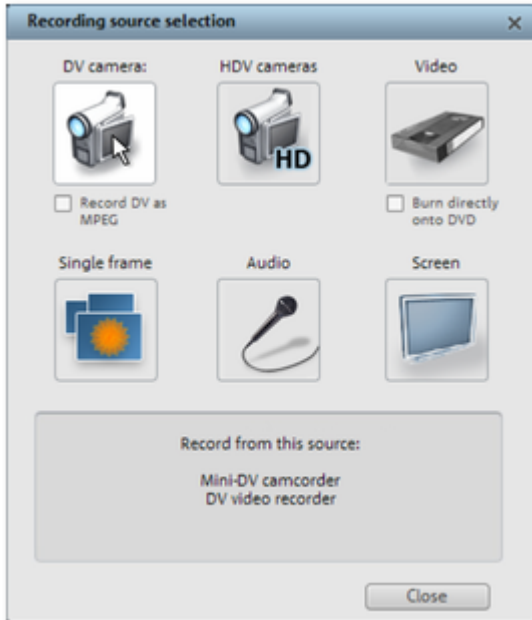 Recording source selection
DV camera:
HDV cameras
Video
HD
Record DV as
MPEG
Burn directly
onto DVD
Single frame
Audio
Screen
Record from this source:
Mini-DV camcorder
DV video recorder
Close